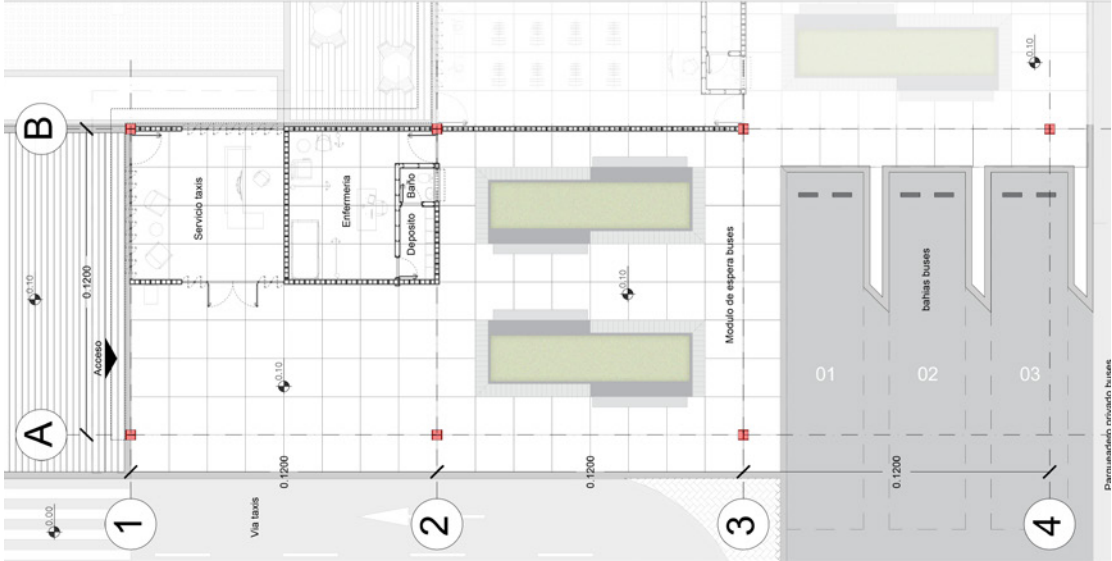 B
A
1
2
3
4
0.1200
0.10
Acceso
Servicio taxis
Enfermeria
Deposito
Baño
0.10
0.10
0.10
Modulo de espera buses
bahias buses
01
02
03
0.1200
0.1200
0.1200
0.00
Via taxis
Parqueadero privado buses